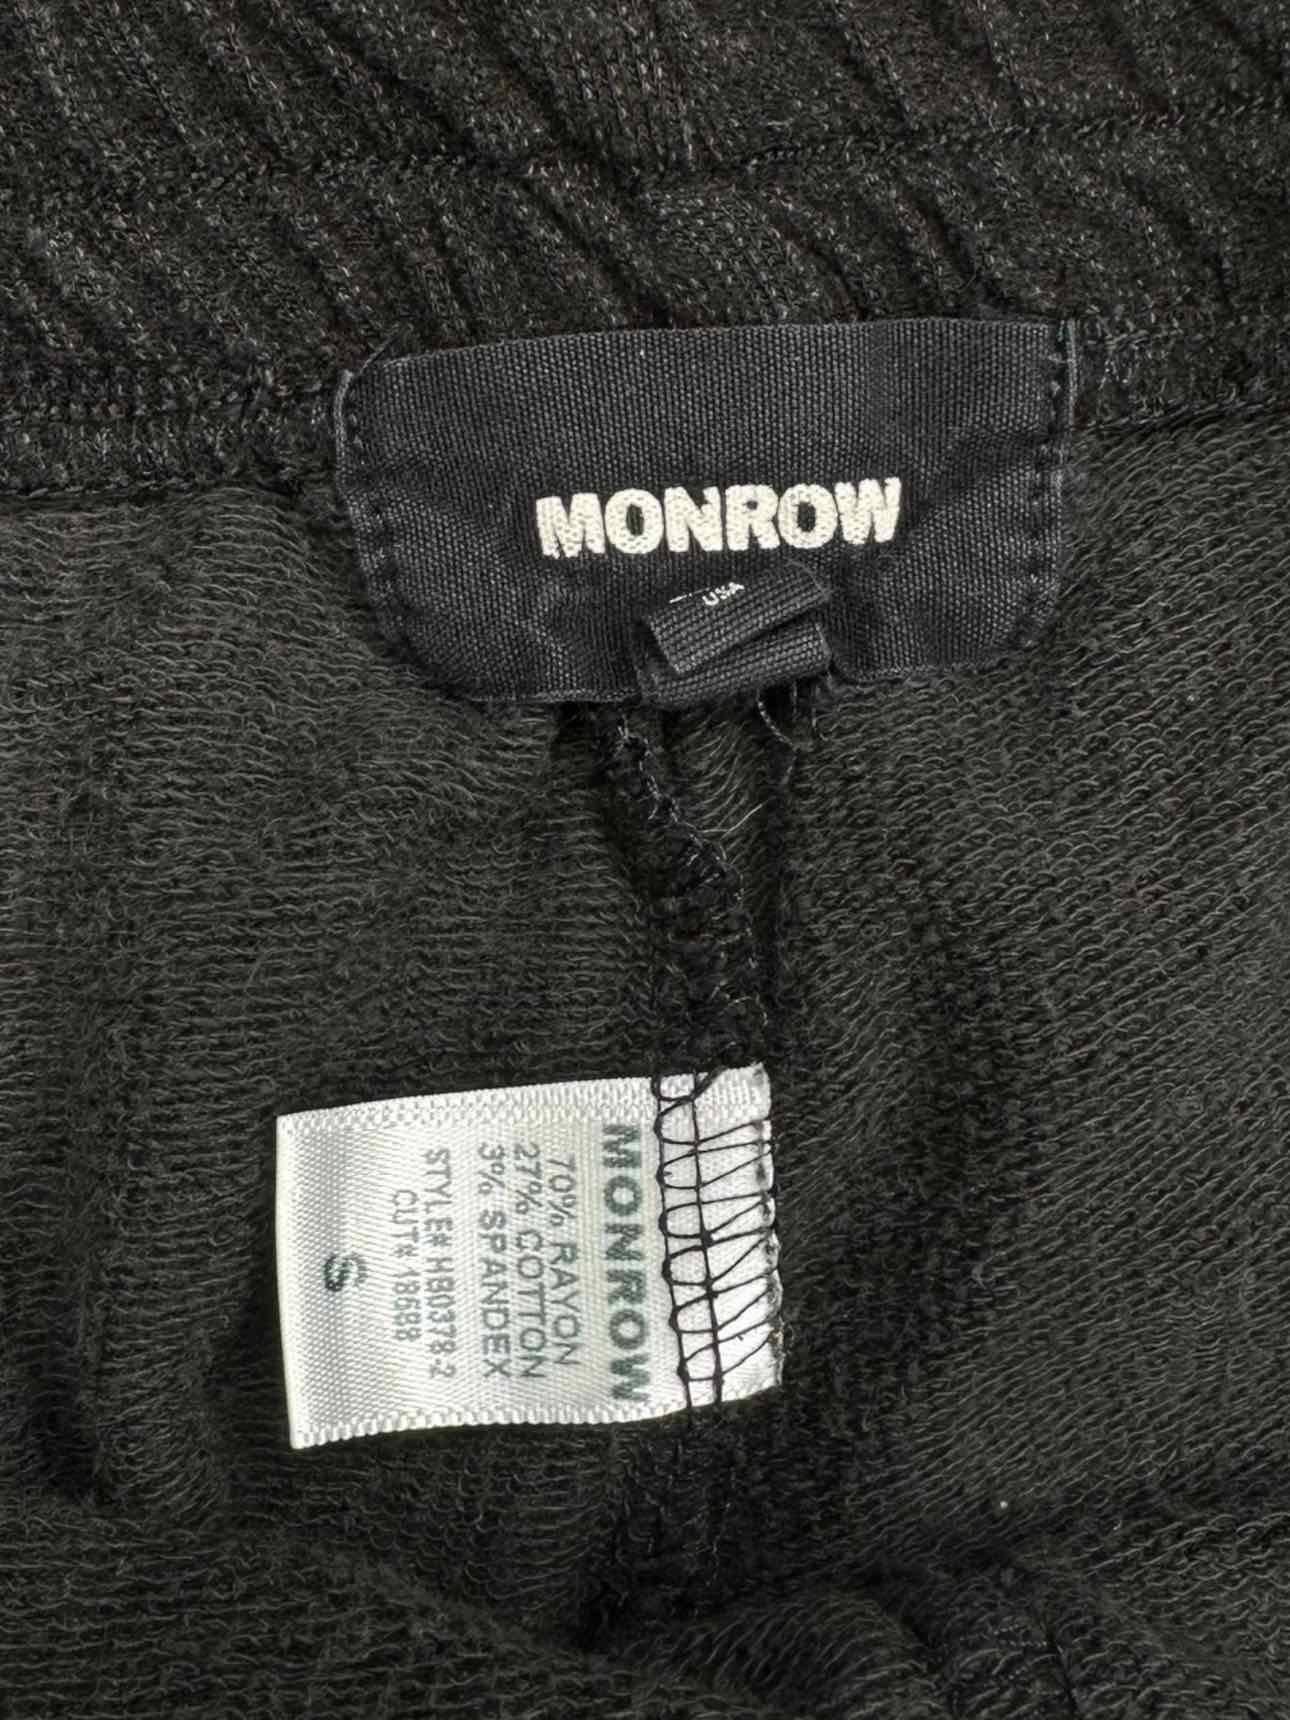 MONROW
USA
MONROW
70% RAYON
27% COTTON
3% SPANDEX
STYLE# HB0378-2
CUT# 18688
S